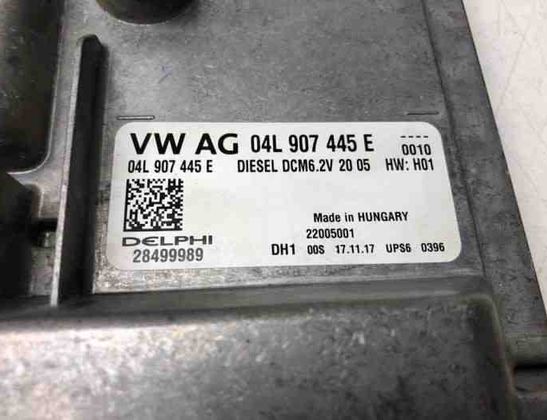 VW AG 04L 907 445 E ----
0010
04L 907 445 E DIESEL DCM6.2V 20 05 HW: H01
Made in HUNGARY
22005001
DELPHI
28499989
DH1 00S 17.11.17 UPS6 0396